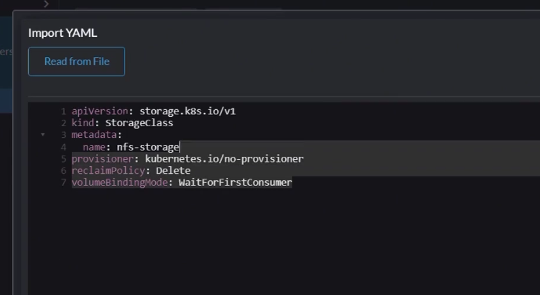 Import YAML
ers
Read from File
1 apiVersion: storage.k8s.io/v1
2 kind: StorageClass
3 metadata:
4   name: nfs-storage
5 provisioner: kubernetes.io/no-provisioner
6 reclaimPolicy: Delete
7 volumeBindingMode: WaitForFirstConsumer